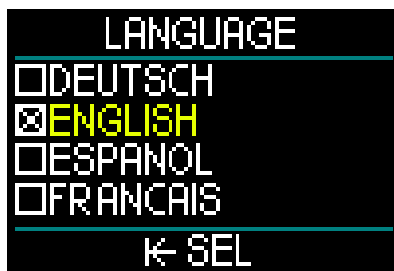 LANGUAGE
DEUTSCH
ENGLISH
ESPANOL
FRANCAIS
SEL